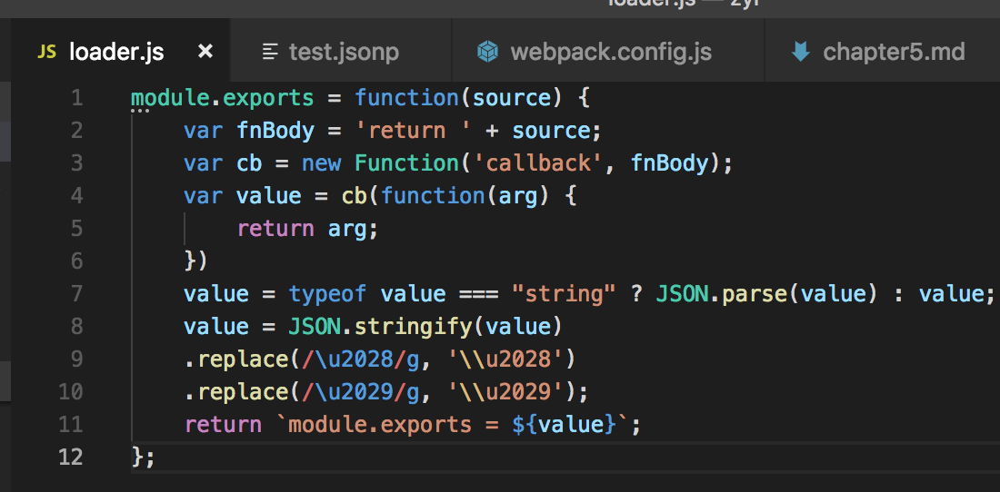 loader.js — zyl
JS loader.js × test.jsonp webpack.config.js chapter5.md
1 module.exports = function(source) {
2 var fnBody = 'return ' + source;
3 var cb = new Function('callback', fnBody);
4 var value = cb(function(arg) {
5 return arg;
6 })
7 value = typeof value === "string" ? JSON.parse(value) : value;
8 value = JSON.stringify(value)
9 .replace(/\u2028/g, '\\u2028')
10 .replace(/\u2029/g, '\\u2029');
11 return `module.exports = ${value}`;
12 };